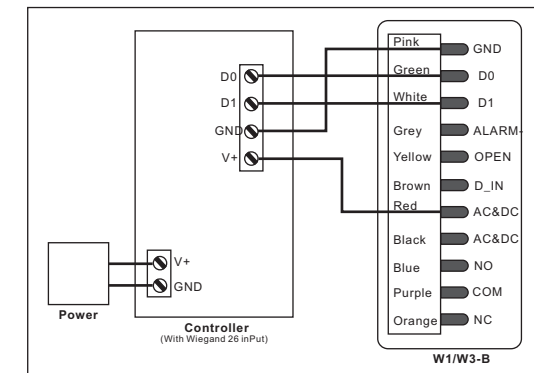 D0
D1
GND
V+
V+
GND
Power
Controller
(With Wiegand 26 inPut)
Pink GND
Green D0
White D1
Grey ALARM-
Yellow OPEN
Brown D_IN
Red AC&DC
Black AC&DC
Blue NO
Purple COM
Orange NC
W1/W3-B